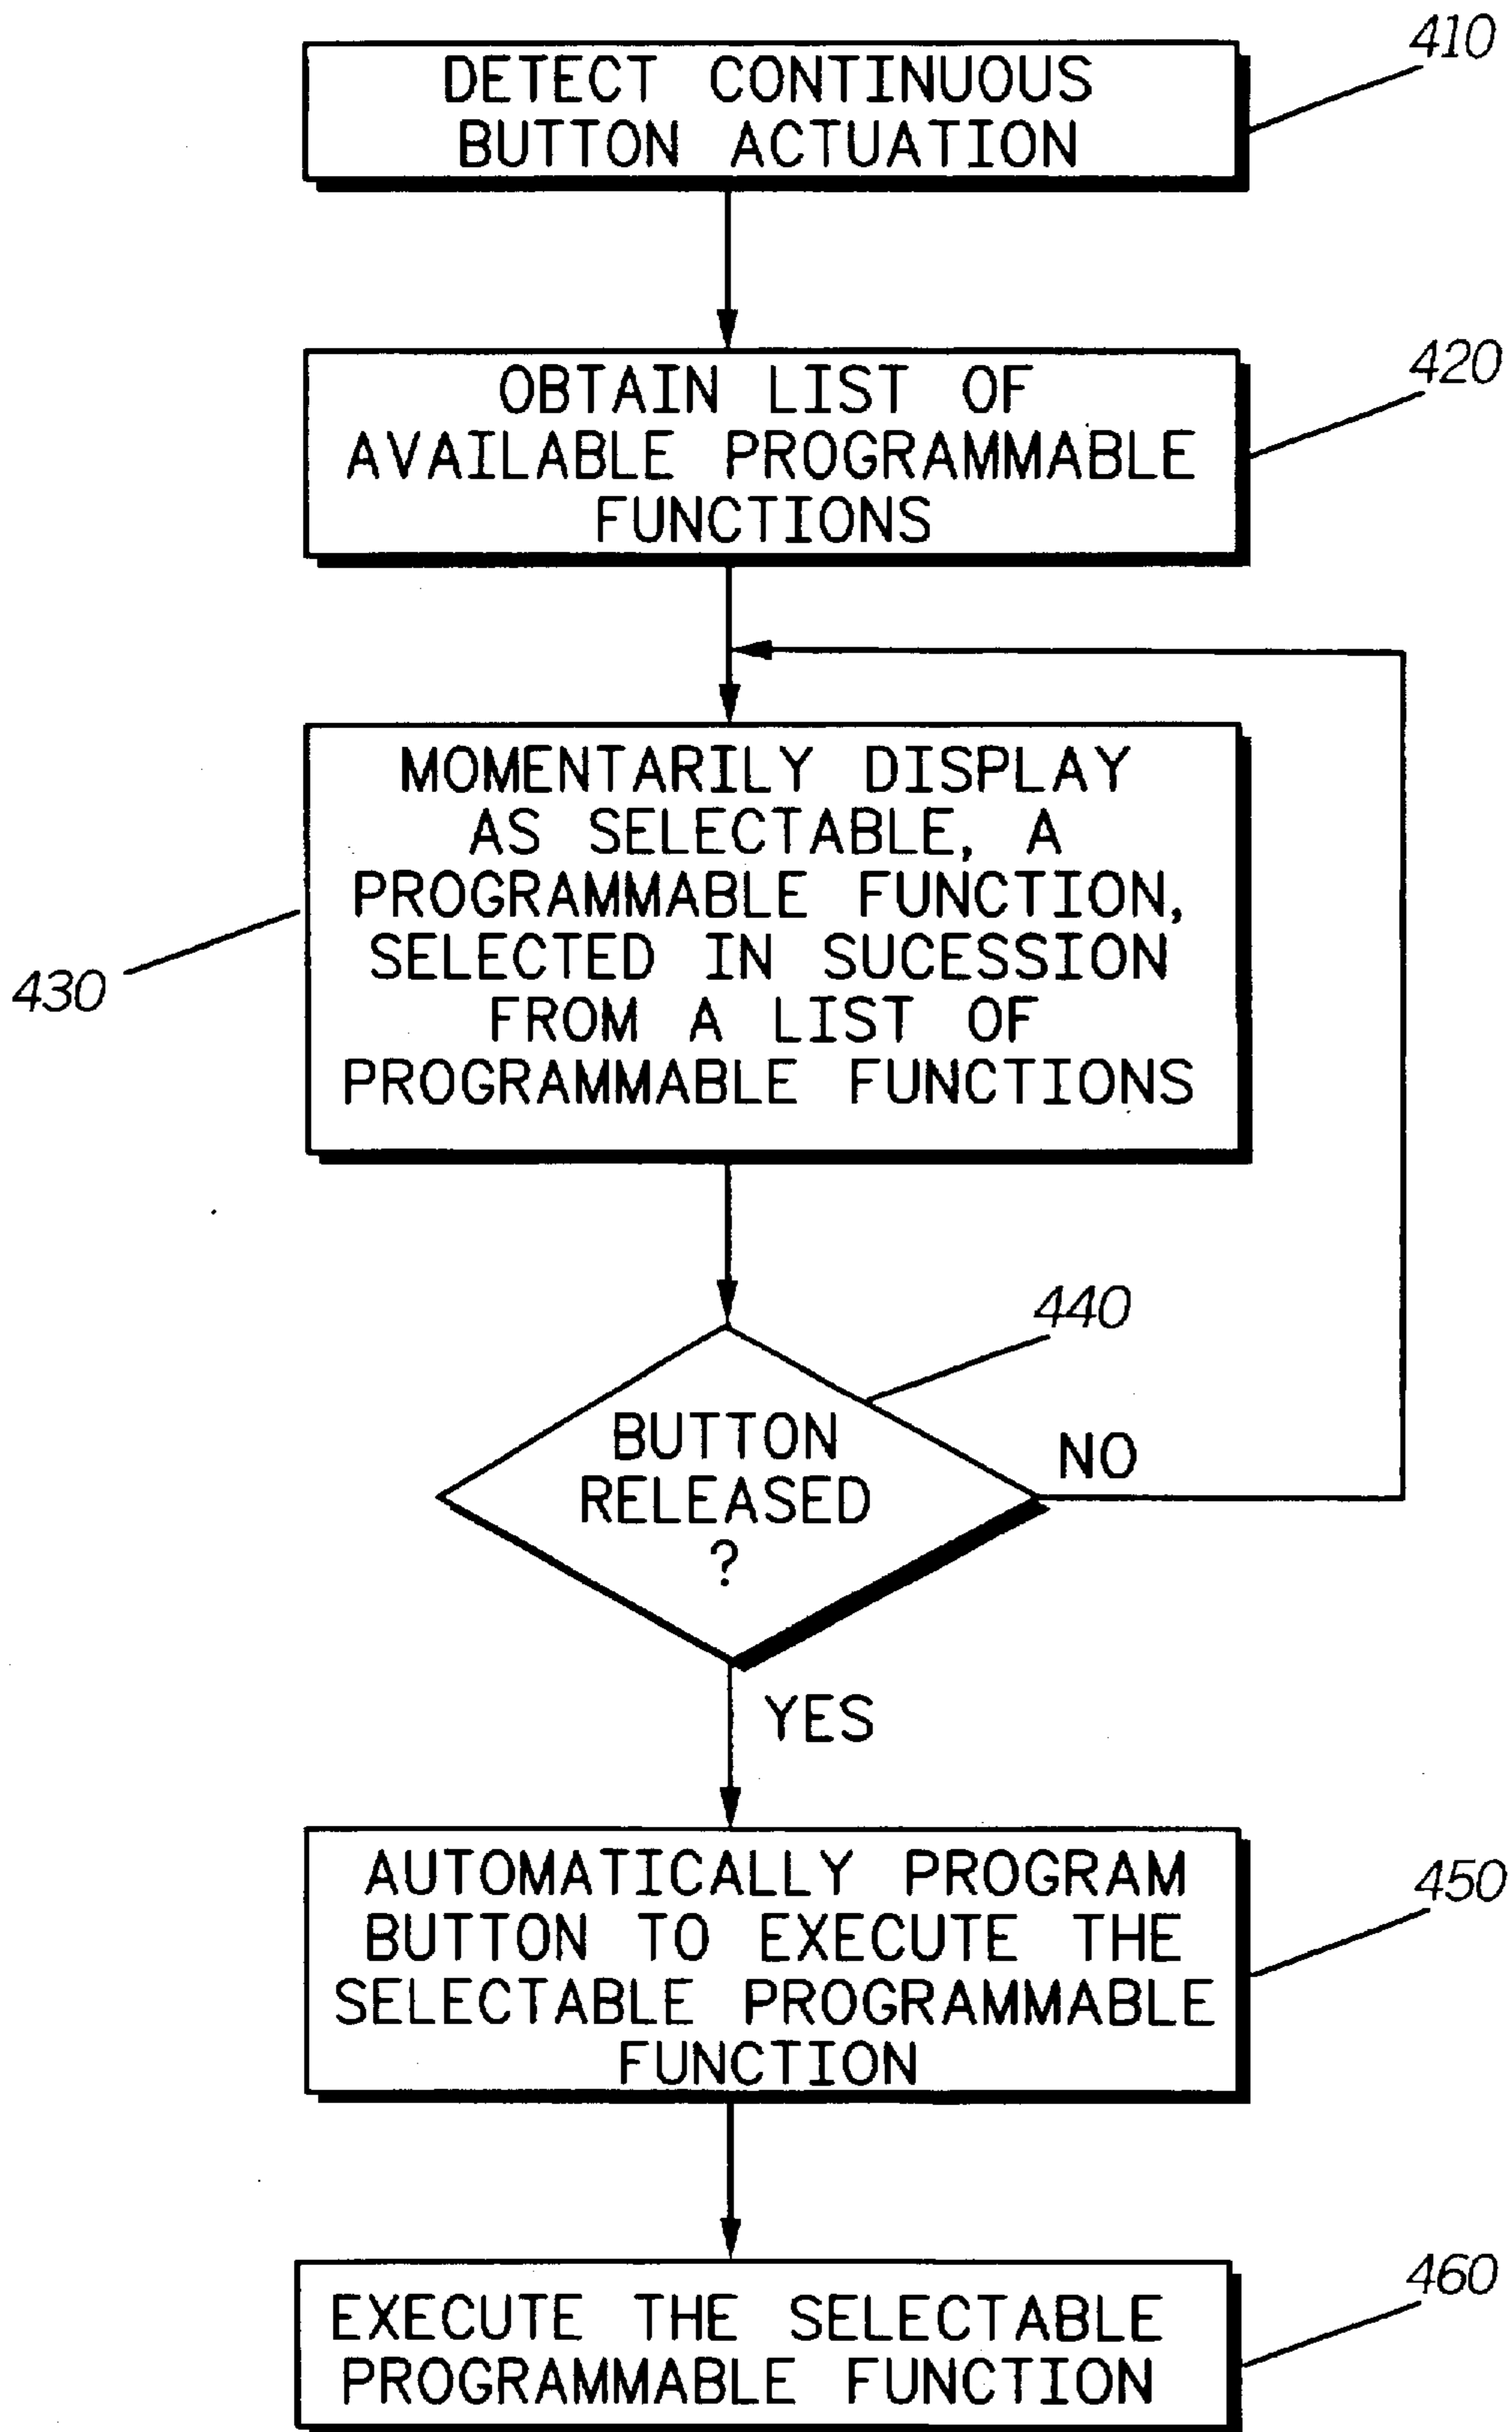 410
DETECT CONTINUOUS
BUTTON ACTUATION
420
OBTAIN LIST OF
AVAILABLE PROGRAMMABLE
FUNCTIONS
MOMENTARILY DISPLAY
AS SELECTABLE, A
PROGRAMMABLE FUNCTION,
SELECTED IN SUCESSION
FROM A LIST OF
PROGRAMMABLE FUNCTIONS
430
440
BUTTON
RELEASED
?
NO
YES
AUTOMATICALLY PROGRAM
BUTTON TO EXECUTE THE
SELECTABLE PROGRAMMABLE
FUNCTION
450
460
EXECUTE THE SELECTABLE
PROGRAMMABLE FUNCTION